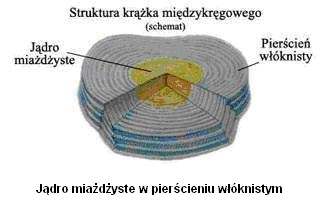 Struktura krążka międzykręgowego
(schemat)
Jądro
miażdżyste
Pierścień
włóknisty
Jądro miażdżyste w pierścieniu włóknistym